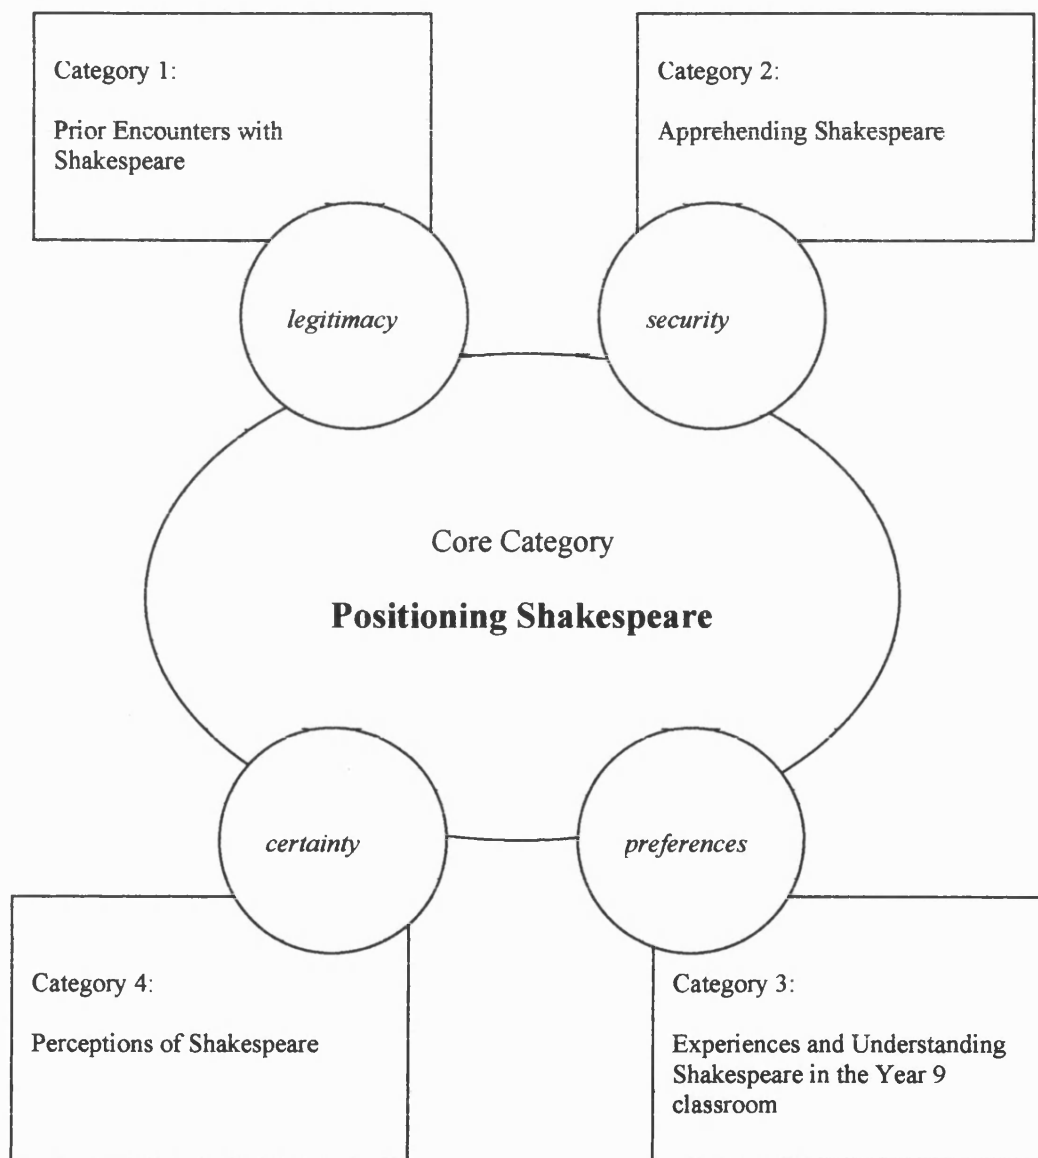 Category 1:
Prior Encounters with
Shakespeare
Category 2:
Apprehending Shakespeare
legitimacy
security
Core Category
Positioning Shakespeare
certainty
preferences
Category 4:
Perceptions of Shakespeare
Category 3:
Experiences and Understanding
Shakespeare in the Year 9
classroom